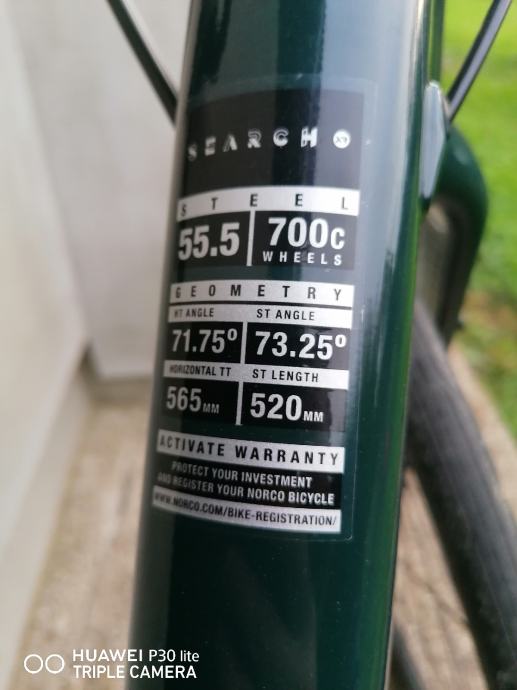 SEARCH XR
STEEL
55.5 700c
WHEELS
GEOMETRY
HT ANGLE ST ANGLE
71.75° 73.25°
HORIZONTAL TT ST LENGTH
565MM 520MM
ACTIVATE WARRANTY
PROTECT YOUR INVESTMENT
AND REGISTER YOUR NORCO BICYCLE
WWW.NORCO.COM/BIKE-REGISTRATION/
HUAWEI P30 lite
TRIPLE CAMERA